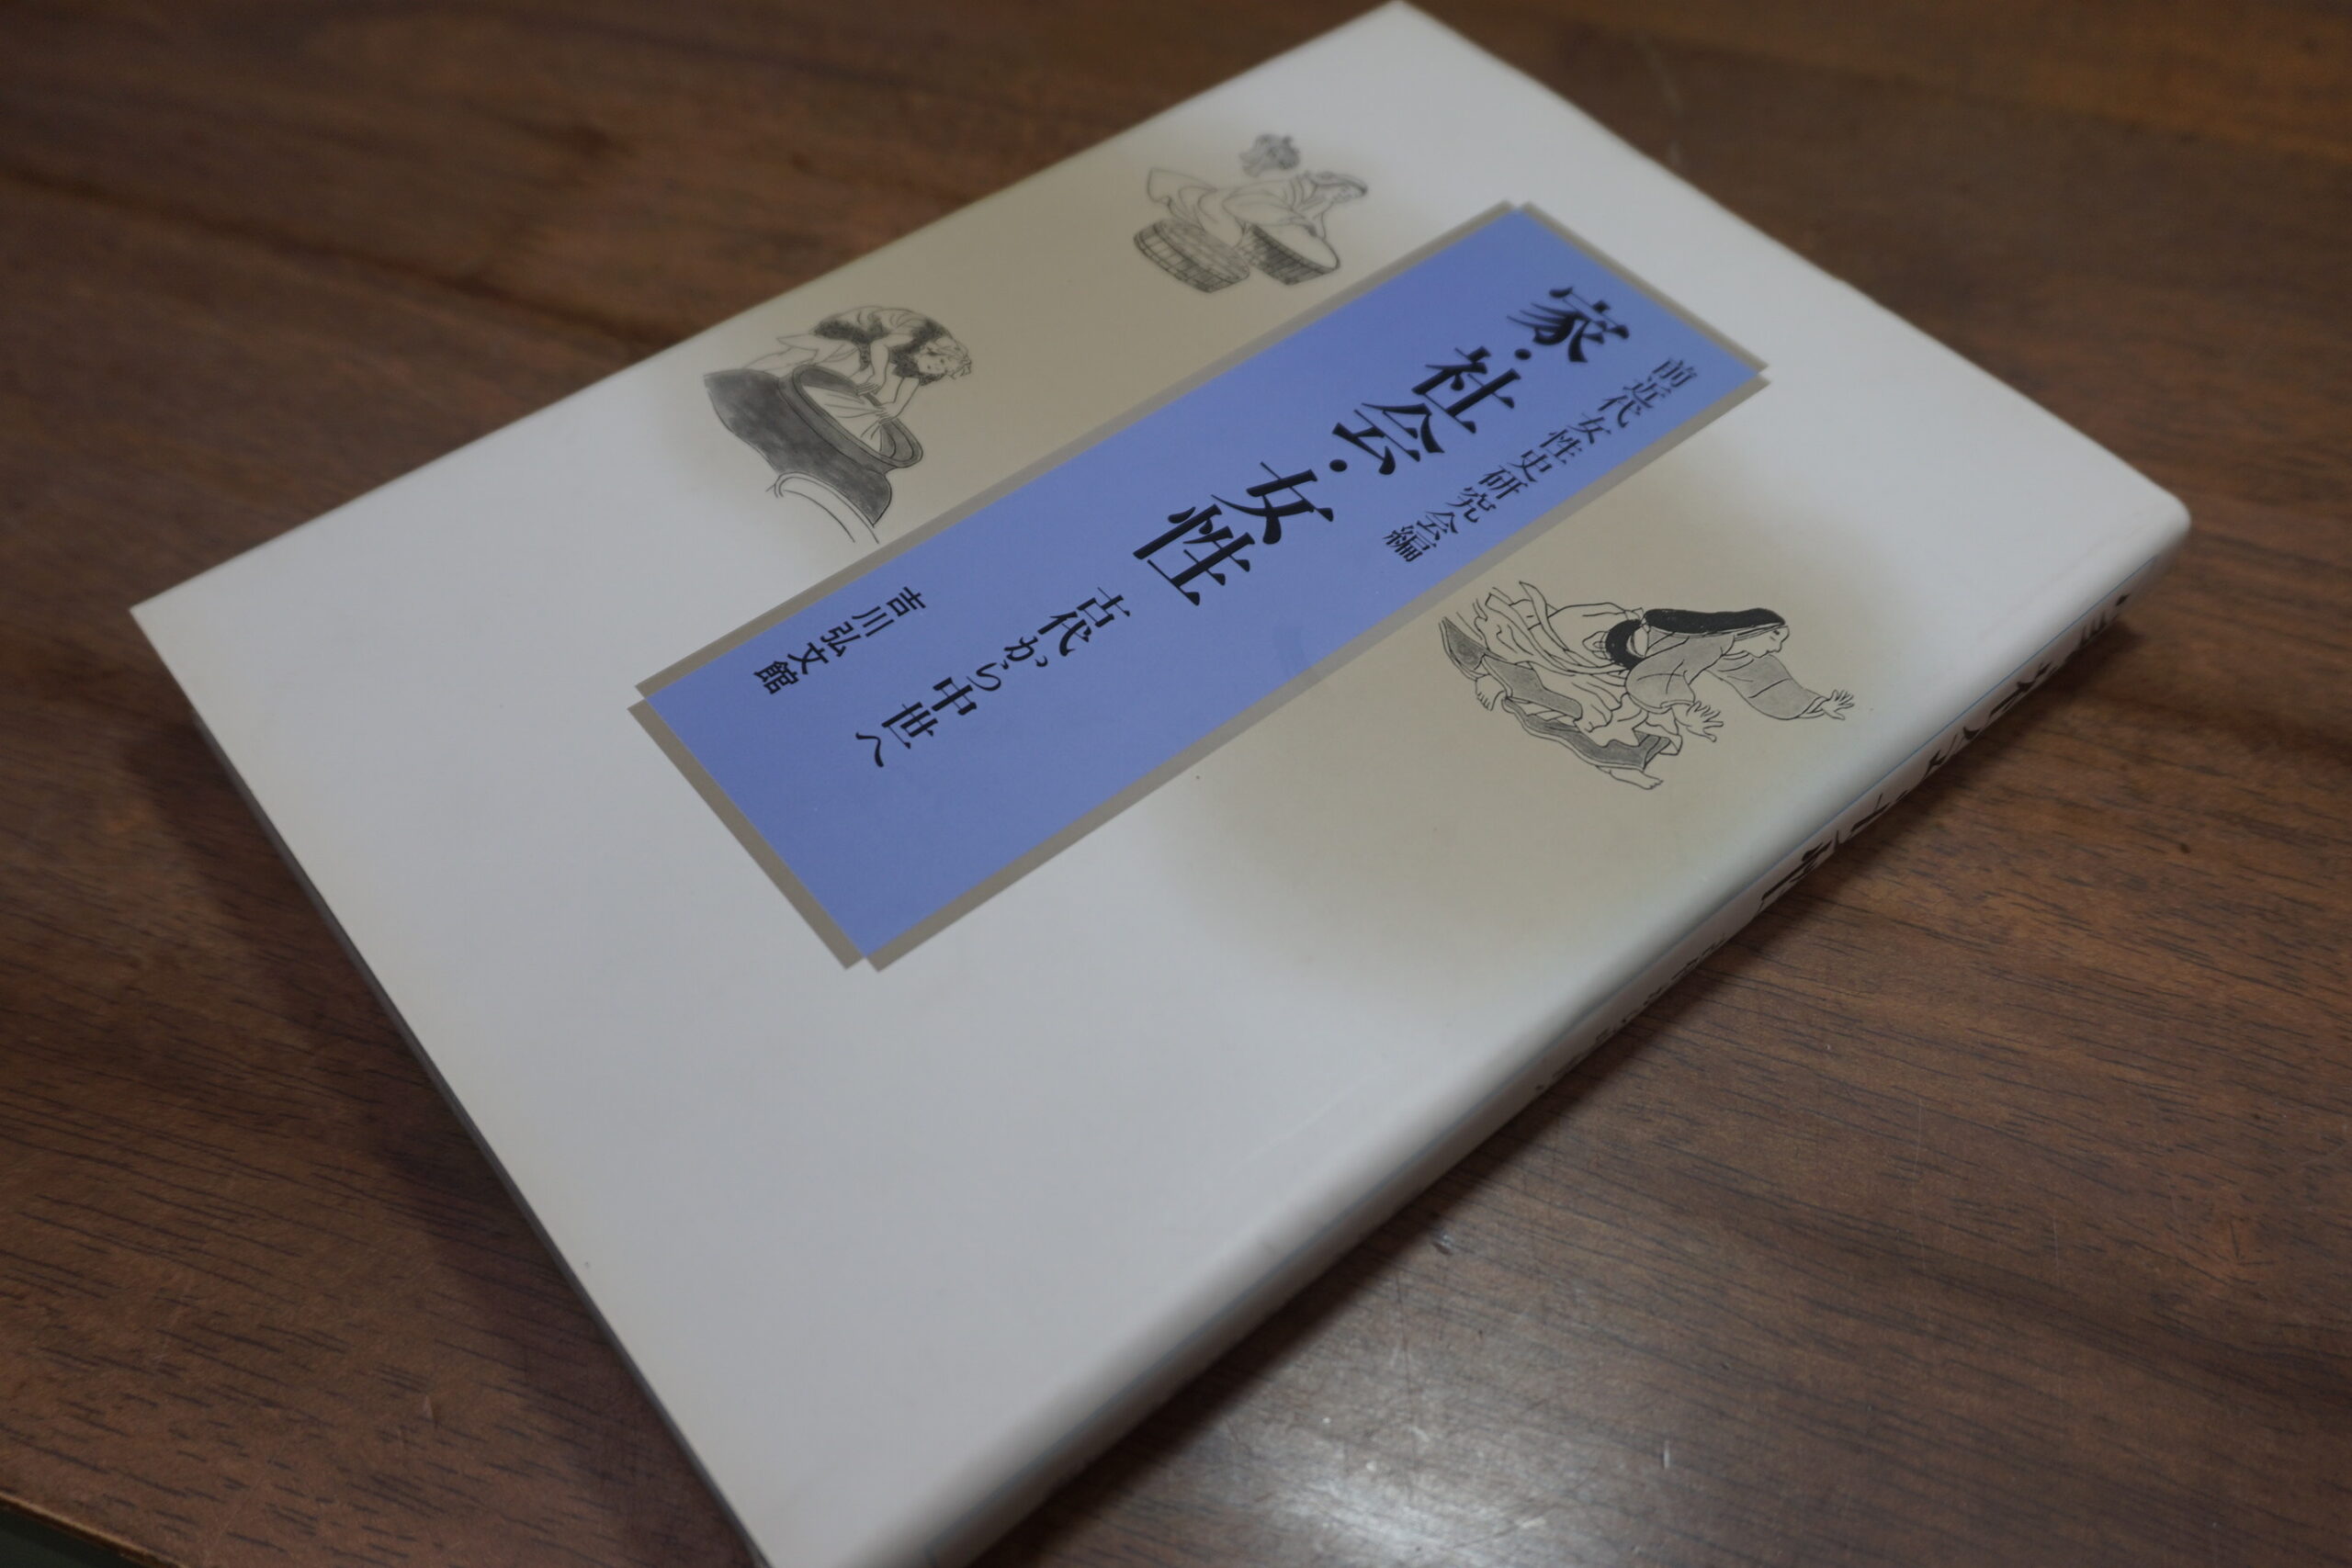 前近代女性史研究会編
家・社会・女性
古代から中世へ
吉川弘文館